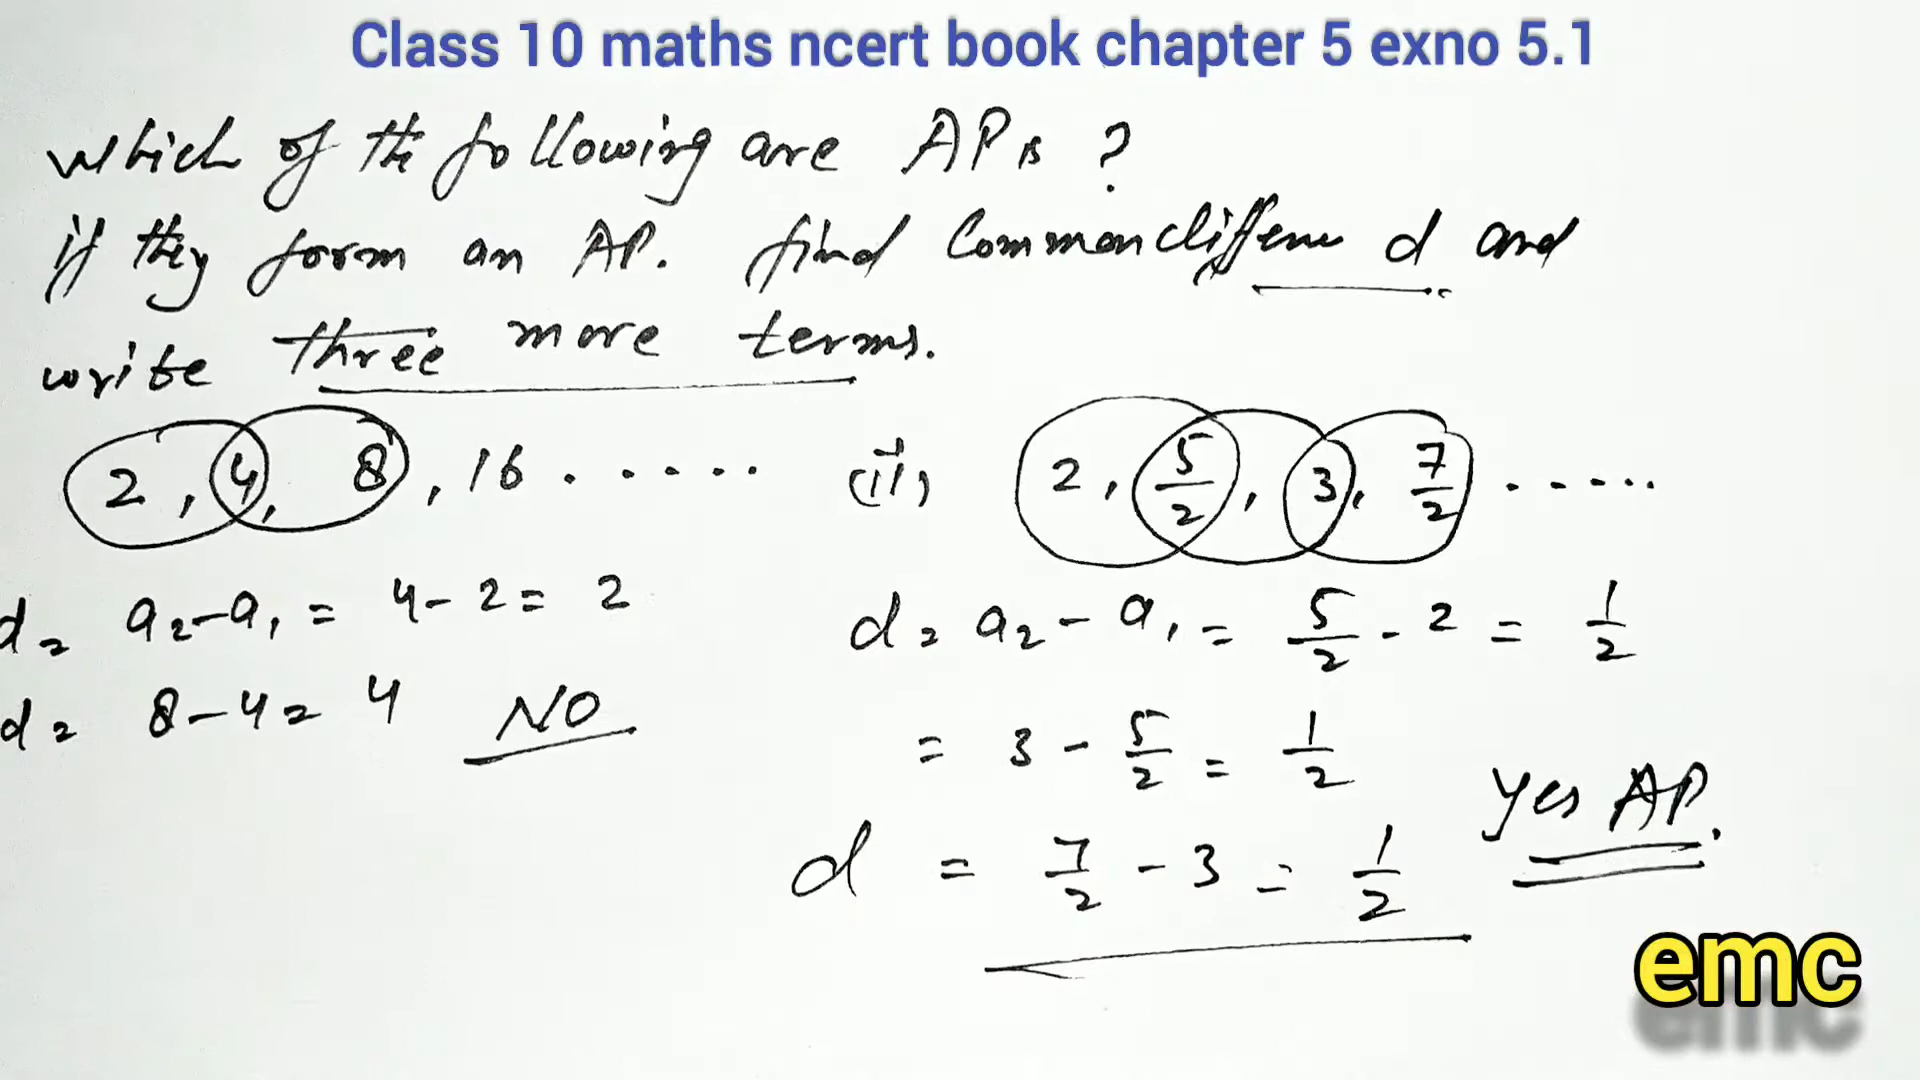 Class 10 maths ncert book chapter 5 exno 5.1
which of the following are APs ?
if they form an AP. find Common diffene d and
write three more terms.
2, 4, 8, 16 . . . . .
(ii) 2, 5/2, 3, 7/2 . . . . .
d = a₂-a₁ = 4-2 = 2
d = 8-4 = 4 NO
d = a₂ - a₁ = 5/2 - 2 = 1/2
= 3 - 5/2 = 1/2
yes AP.
d = 7/2 - 3 = 1/2
emc